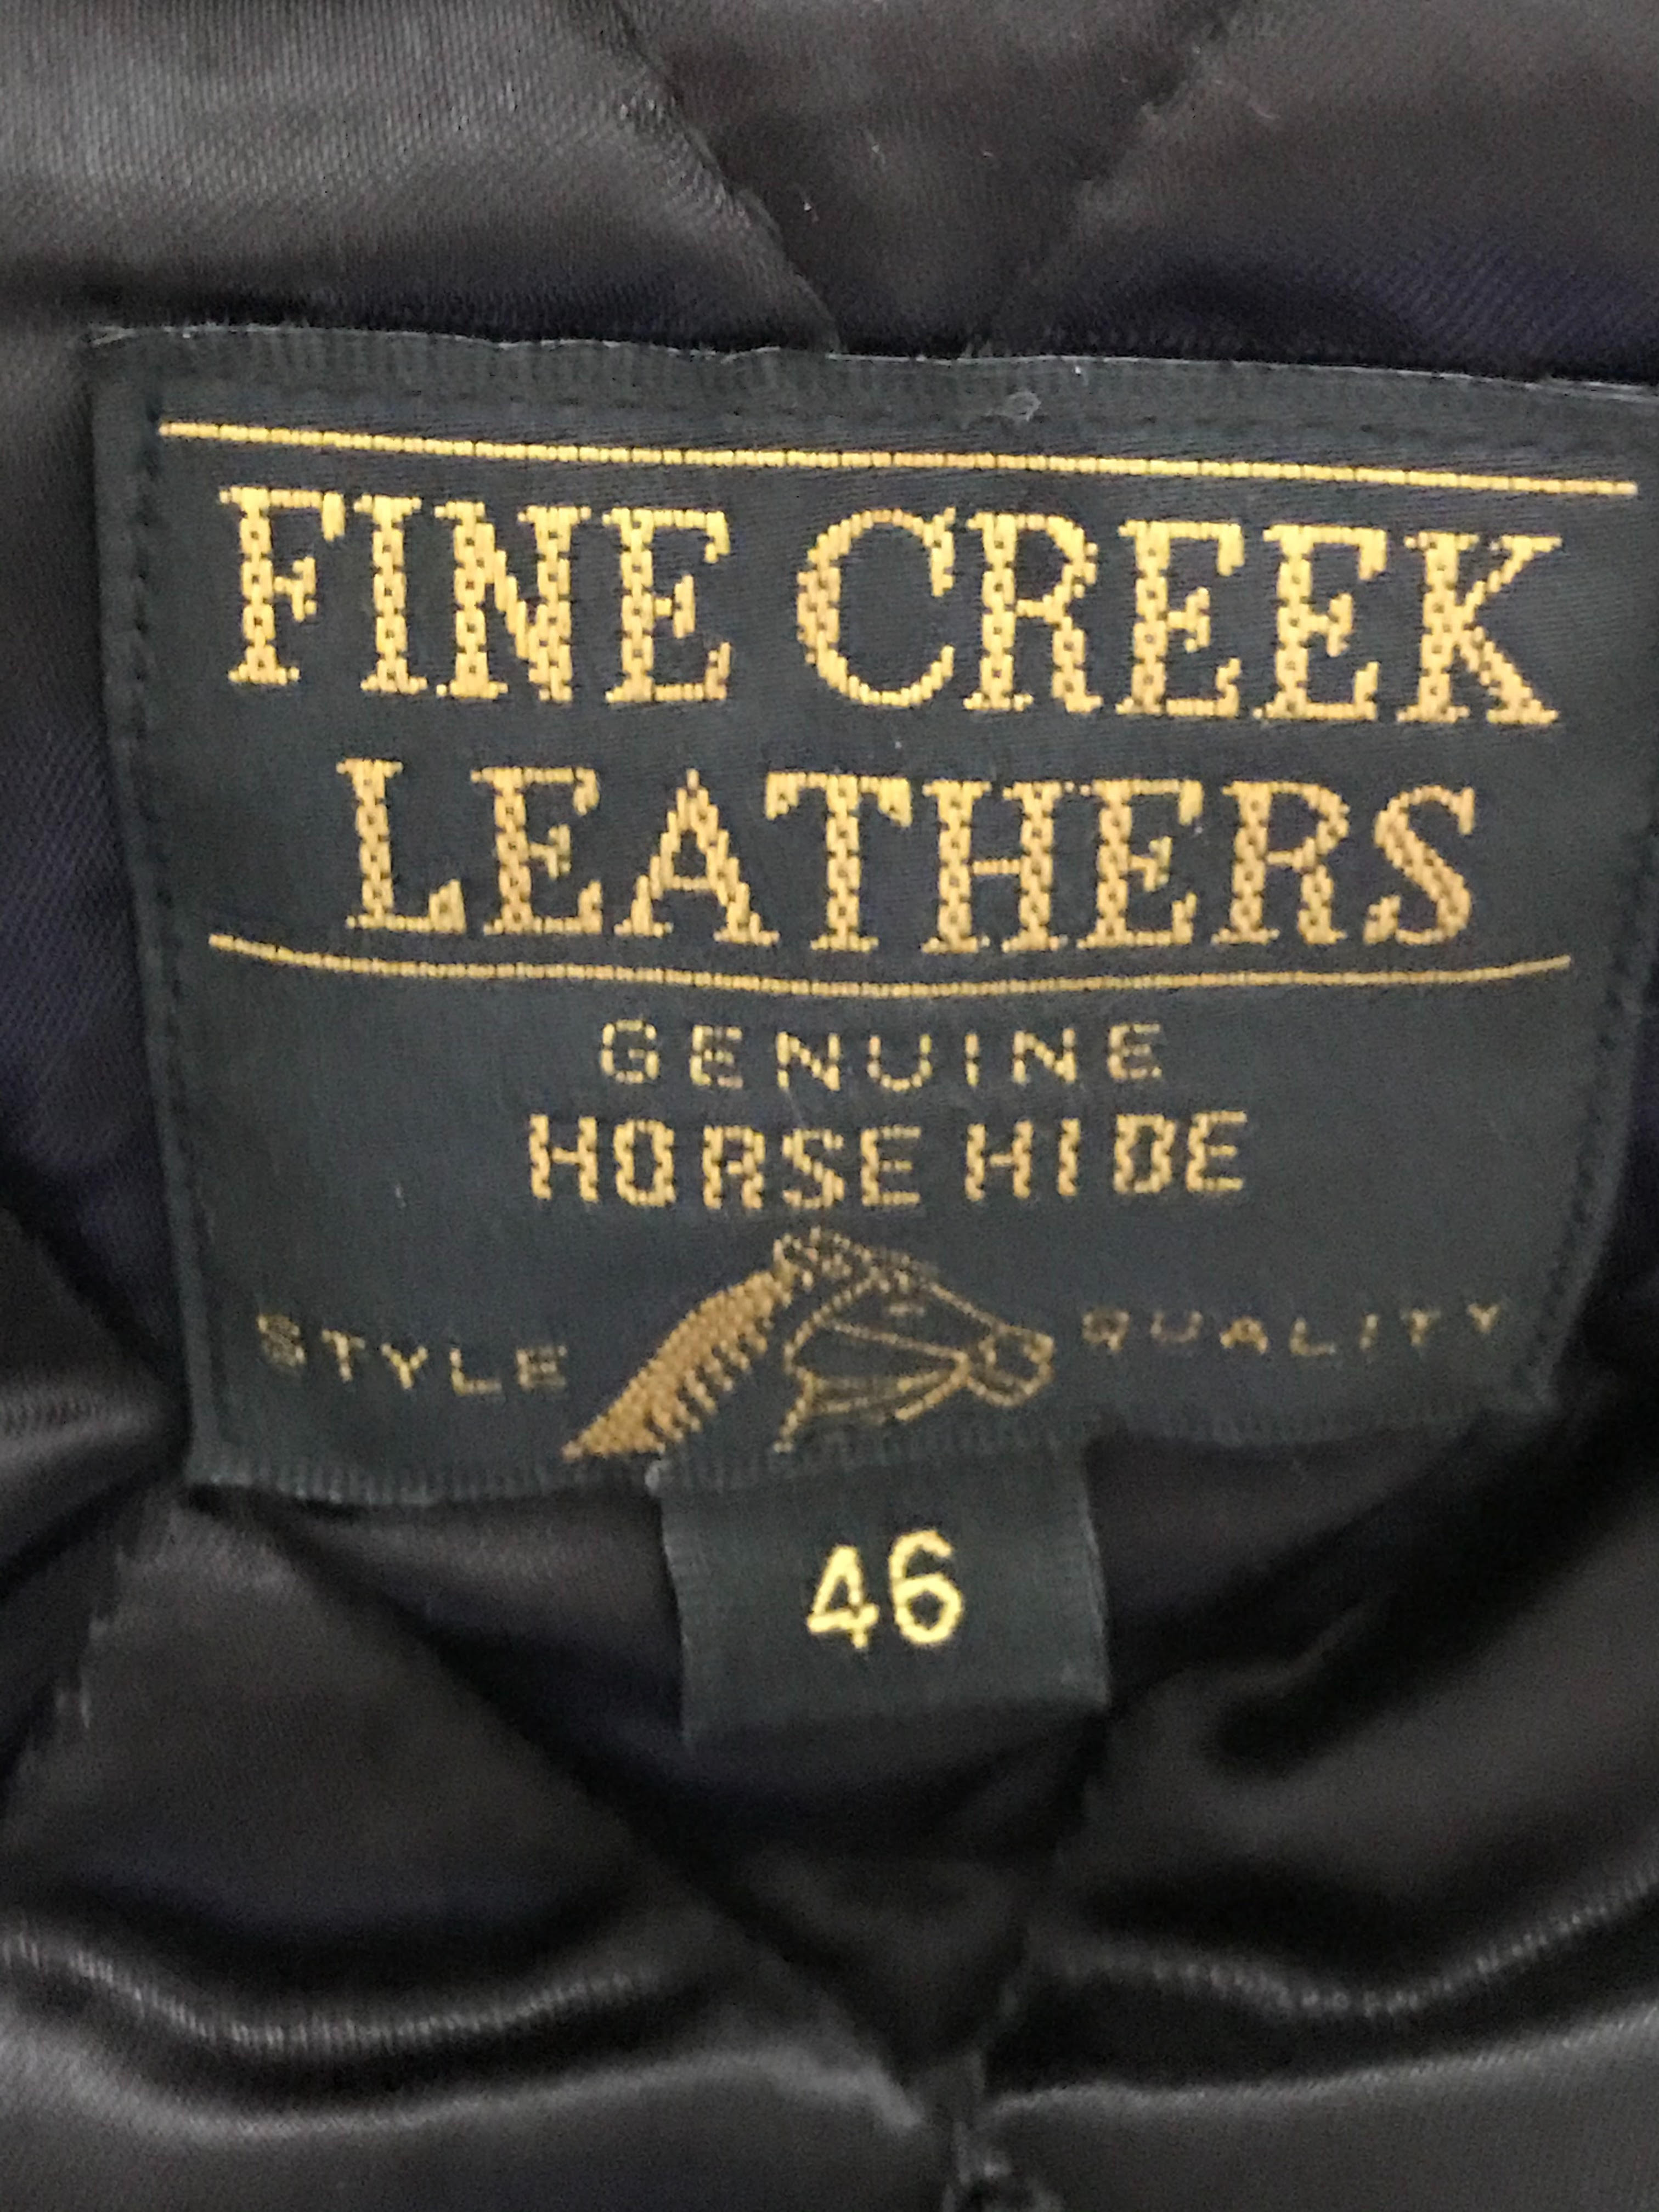 FINE CREEK
LEATHERS
GENUINE
HORSE HIDE
STYLE QUALITY
46